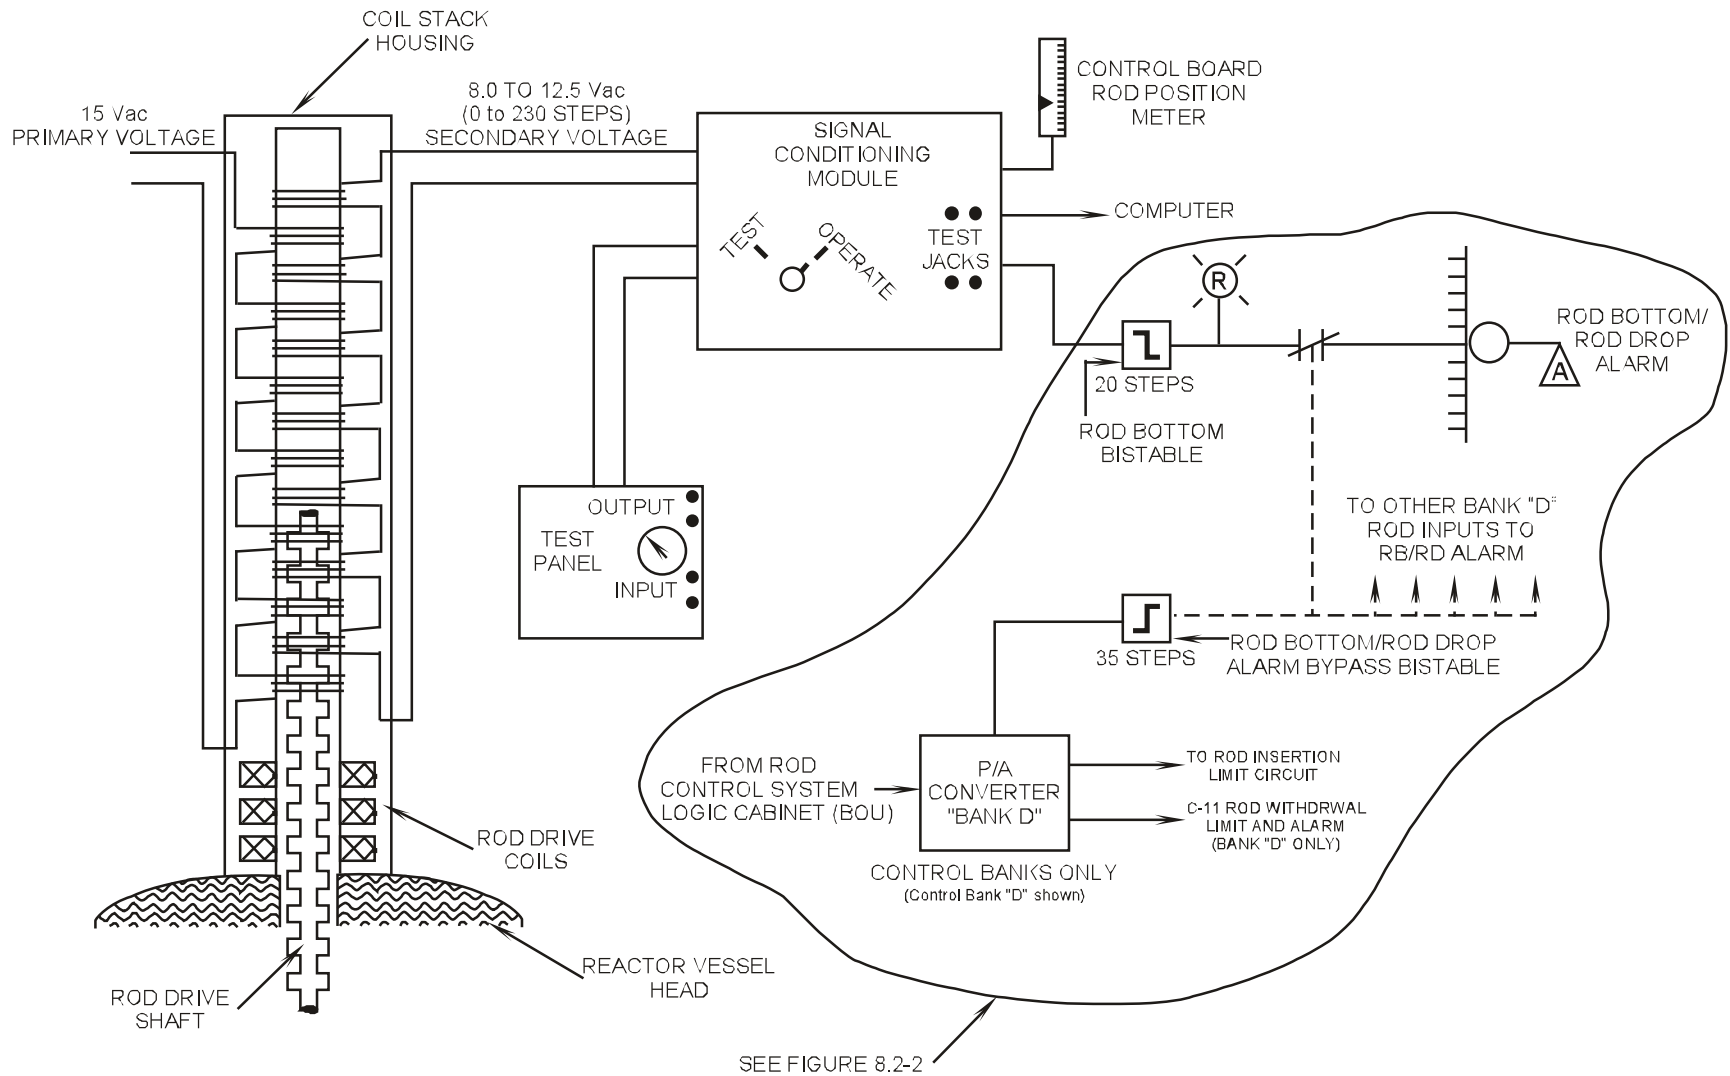 COIL STACK
HOUSING
15 Vac
PRIMARY VOLTAGE
8.0 TO 12.5 Vac
(0 to 230 STEPS)
SECONDARY VOLTAGE
SIGNAL
CONDITIONING
MODULE
TEST
OPERATE
TEST
JACKS
CONTROL BOARD
ROD POSITION
METER
COMPUTER
R
ROD BOTTOM/
ROD DROP
ALARM
A
20 STEPS
ROD BOTTOM
BISTABLE
OUTPUT
TEST
PANEL
INPUT
TO OTHER BANK "D"
ROD INPUTS TO
RB/RD ALARM
35 STEPS
ROD BOTTOM/ROD DROP
ALARM BYPASS BISTABLE
FROM ROD
CONTROL SYSTEM
LOGIC CABINET (BOU)
P/A
CONVERTER
"BANK D"
TO ROD INSERTION
LIMIT CIRCUIT
C-11 ROD WITHDRWAL
LIMIT AND ALARM
(BANK "D" ONLY)
CONTROL BANKS ONLY
(Control Bank "D" shown)
ROD DRIVE
COILS
REACTOR VESSEL
HEAD
ROD DRIVE
SHAFT
SEE FIGURE 8.2-2